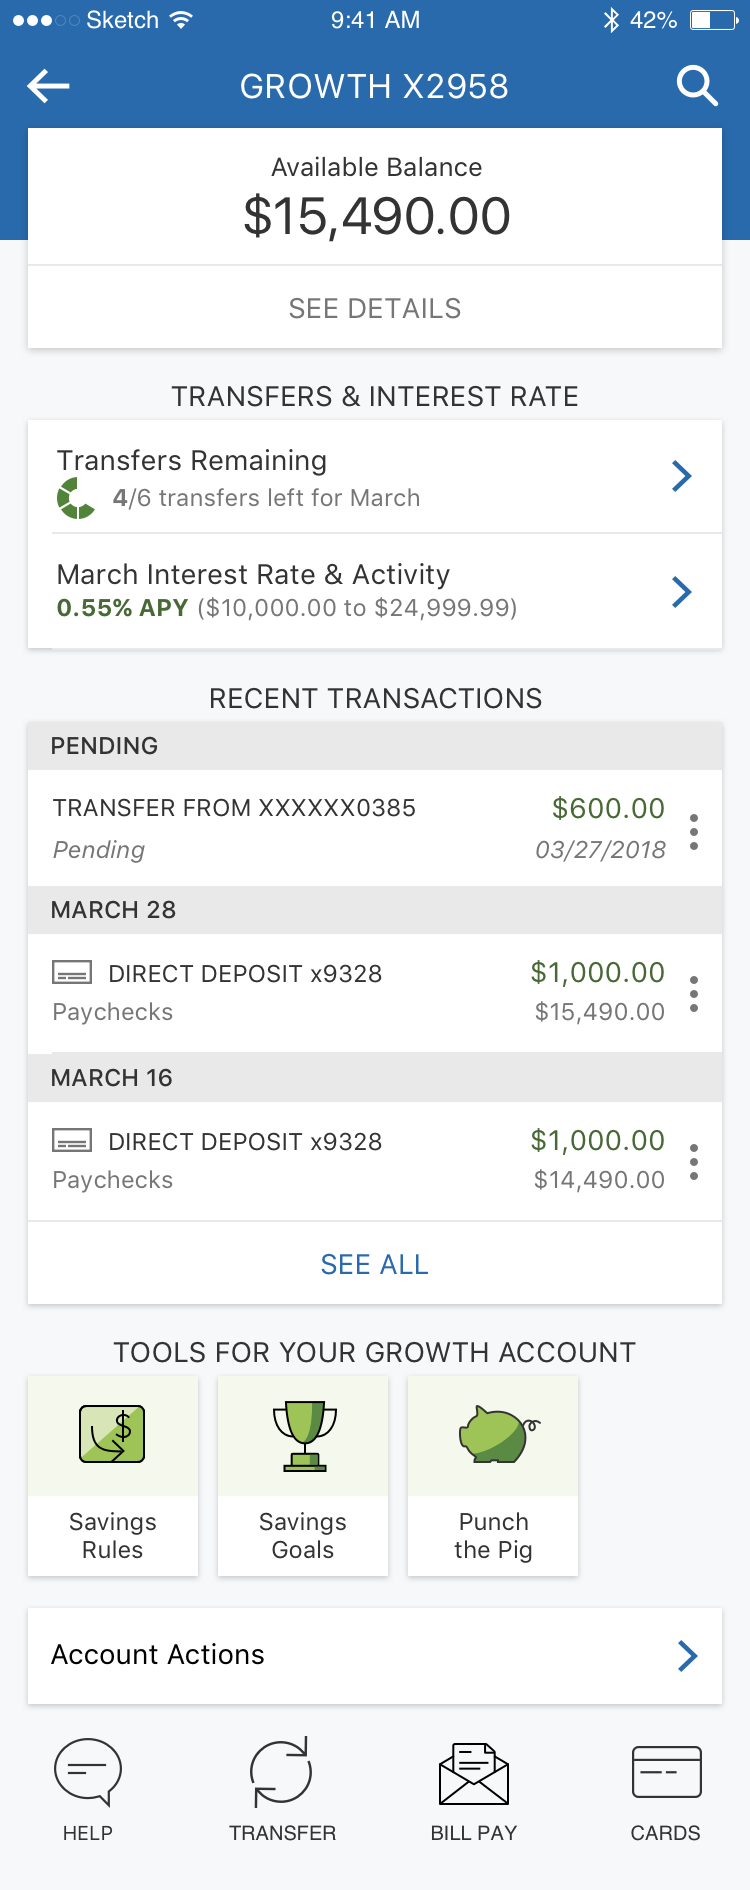 Sketch 9:41 AM 42%
GROWTH X2958
Available Balance
$15,490.00
SEE DETAILS
TRANSFERS & INTEREST RATE
Transfers Remaining
4/6 transfers left for March
March Interest Rate & Activity
0.55% APY ($10,000.00 to $24,999.99)
RECENT TRANSACTIONS
PENDING
TRANSFER FROM XXXXXX0385 $600.00
Pending 03/27/2018
MARCH 28
DIRECT DEPOSIT x9328 $1,000.00
Paychecks $15,490.00
MARCH 16
DIRECT DEPOSIT x9328 $1,000.00
Paychecks $14,490.00
SEE ALL
TOOLS FOR YOUR GROWTH ACCOUNT
$
Savings
Rules
Savings
Goals
Punch
the Pig
Account Actions
HELP TRANSFER BILL PAY CARDS